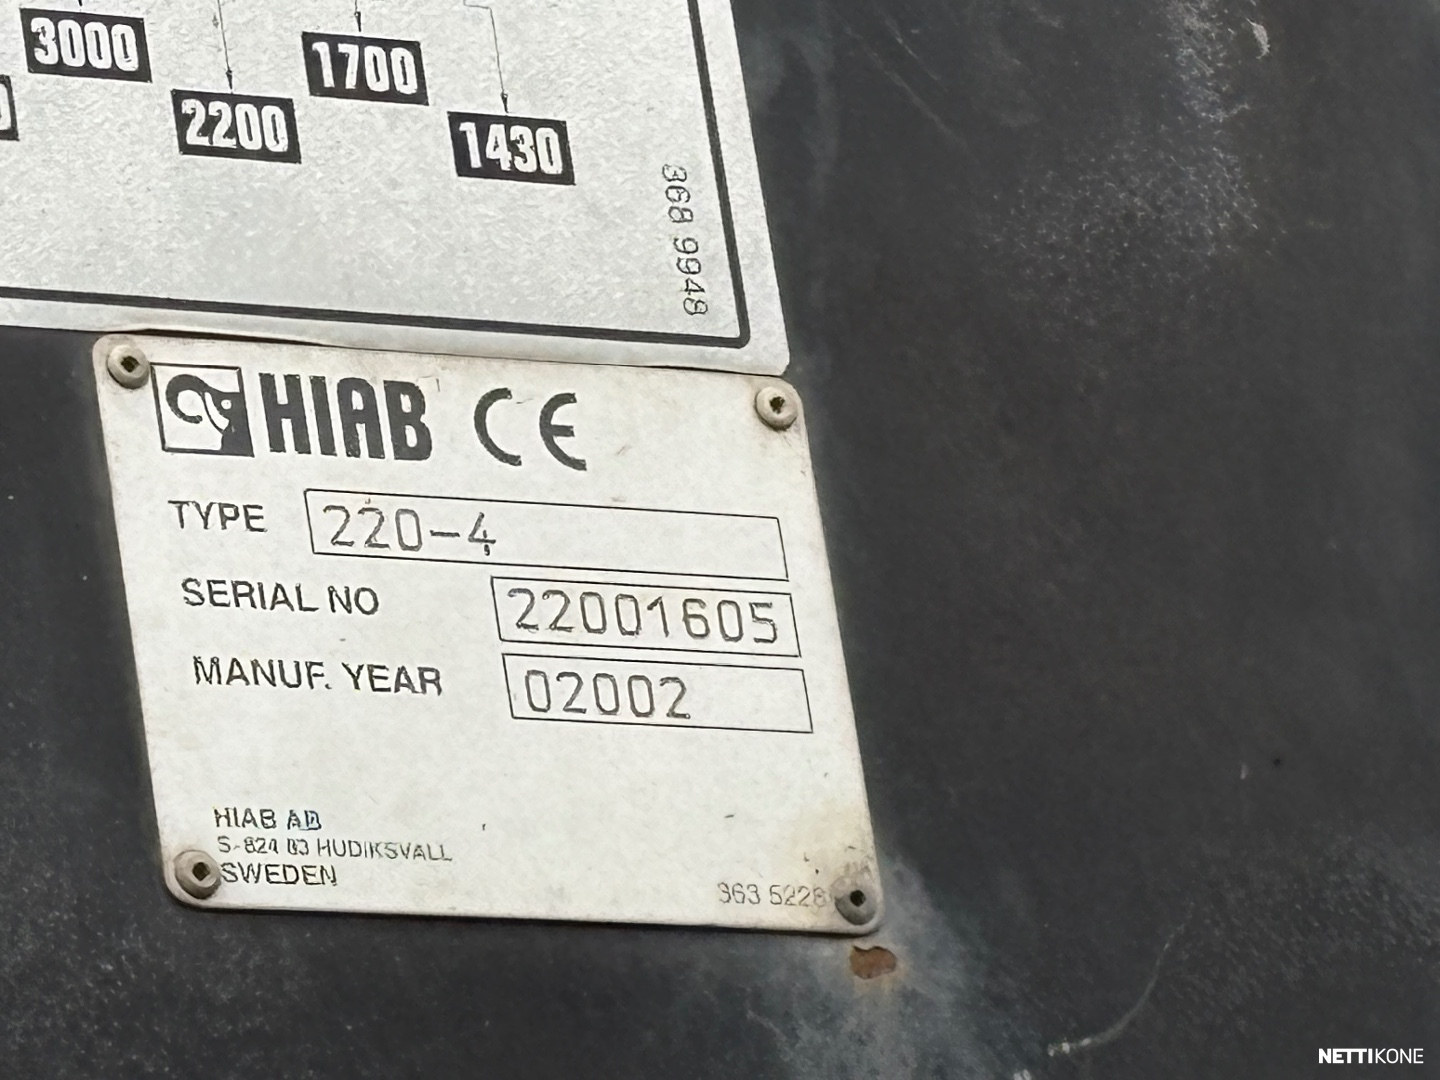 3000
1700
2200
1430
368 9948
HIAB CE
TYPE 220-4
SERIAL NO 22001605
MANUF. YEAR 02002
HIAB AB
S-824 83 HUDIKSVALL
SWEDEN
363 5228
NETTIKONE